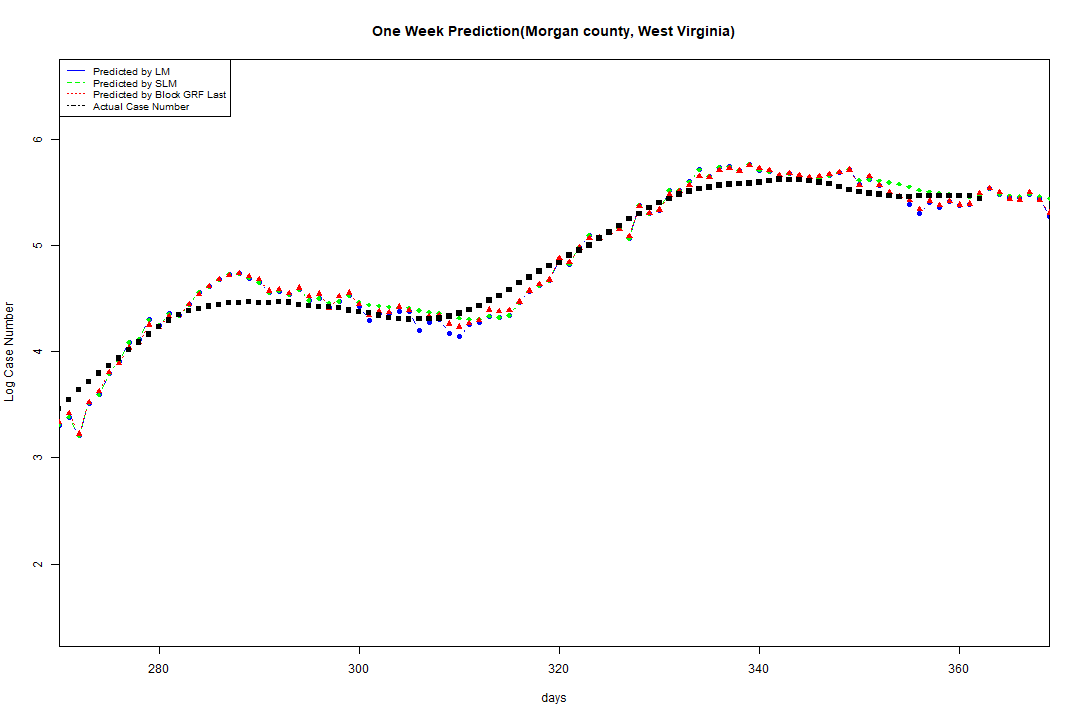 One Week Prediction(Morgan county, West Virginia)
Predicted by LM
Predicted by SLM
Predicted by Block GRF Last
Actual Case Number
6
5
4
3
2
Log Case Number
280 300 320 340 360
days